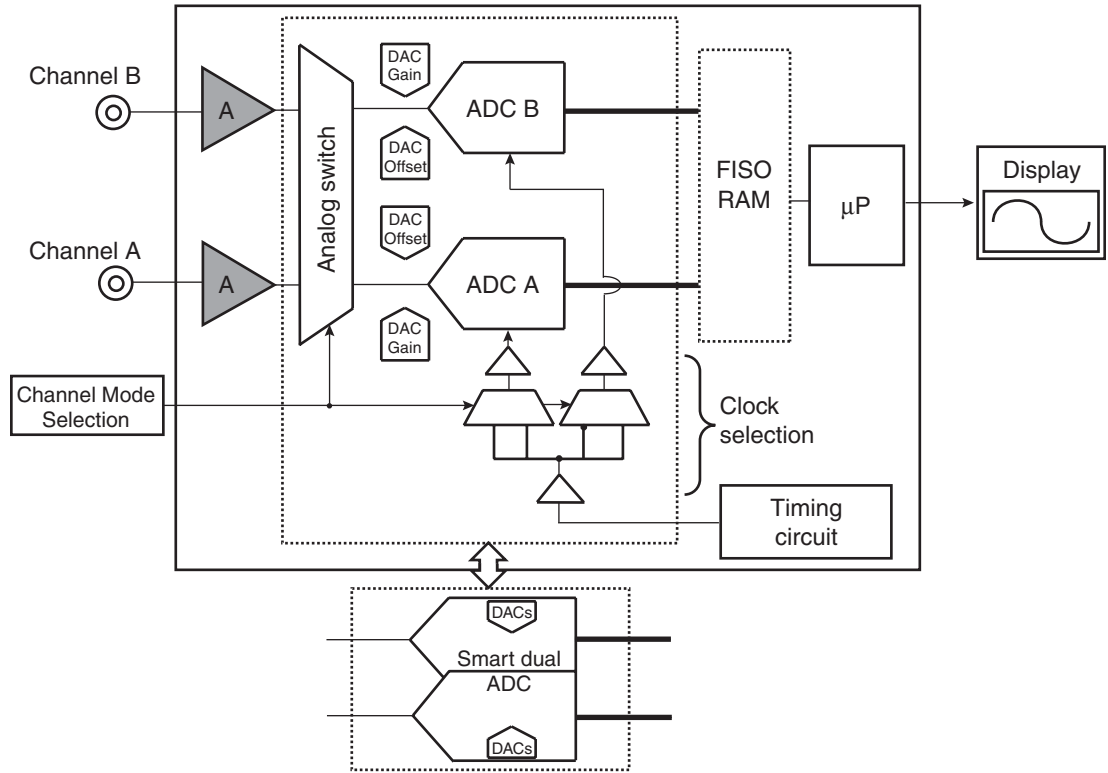 Channel B
A
Analog switch
DAC
Gain
ADC B
DAC
Offset
FISO
RAM
μP
Display
Channel A
A
DAC
Offset
ADC A
DAC
Gain
Channel Mode
Selection
Clock
selection
Timing
circuit
DACs
Smart dual
ADC
DACs